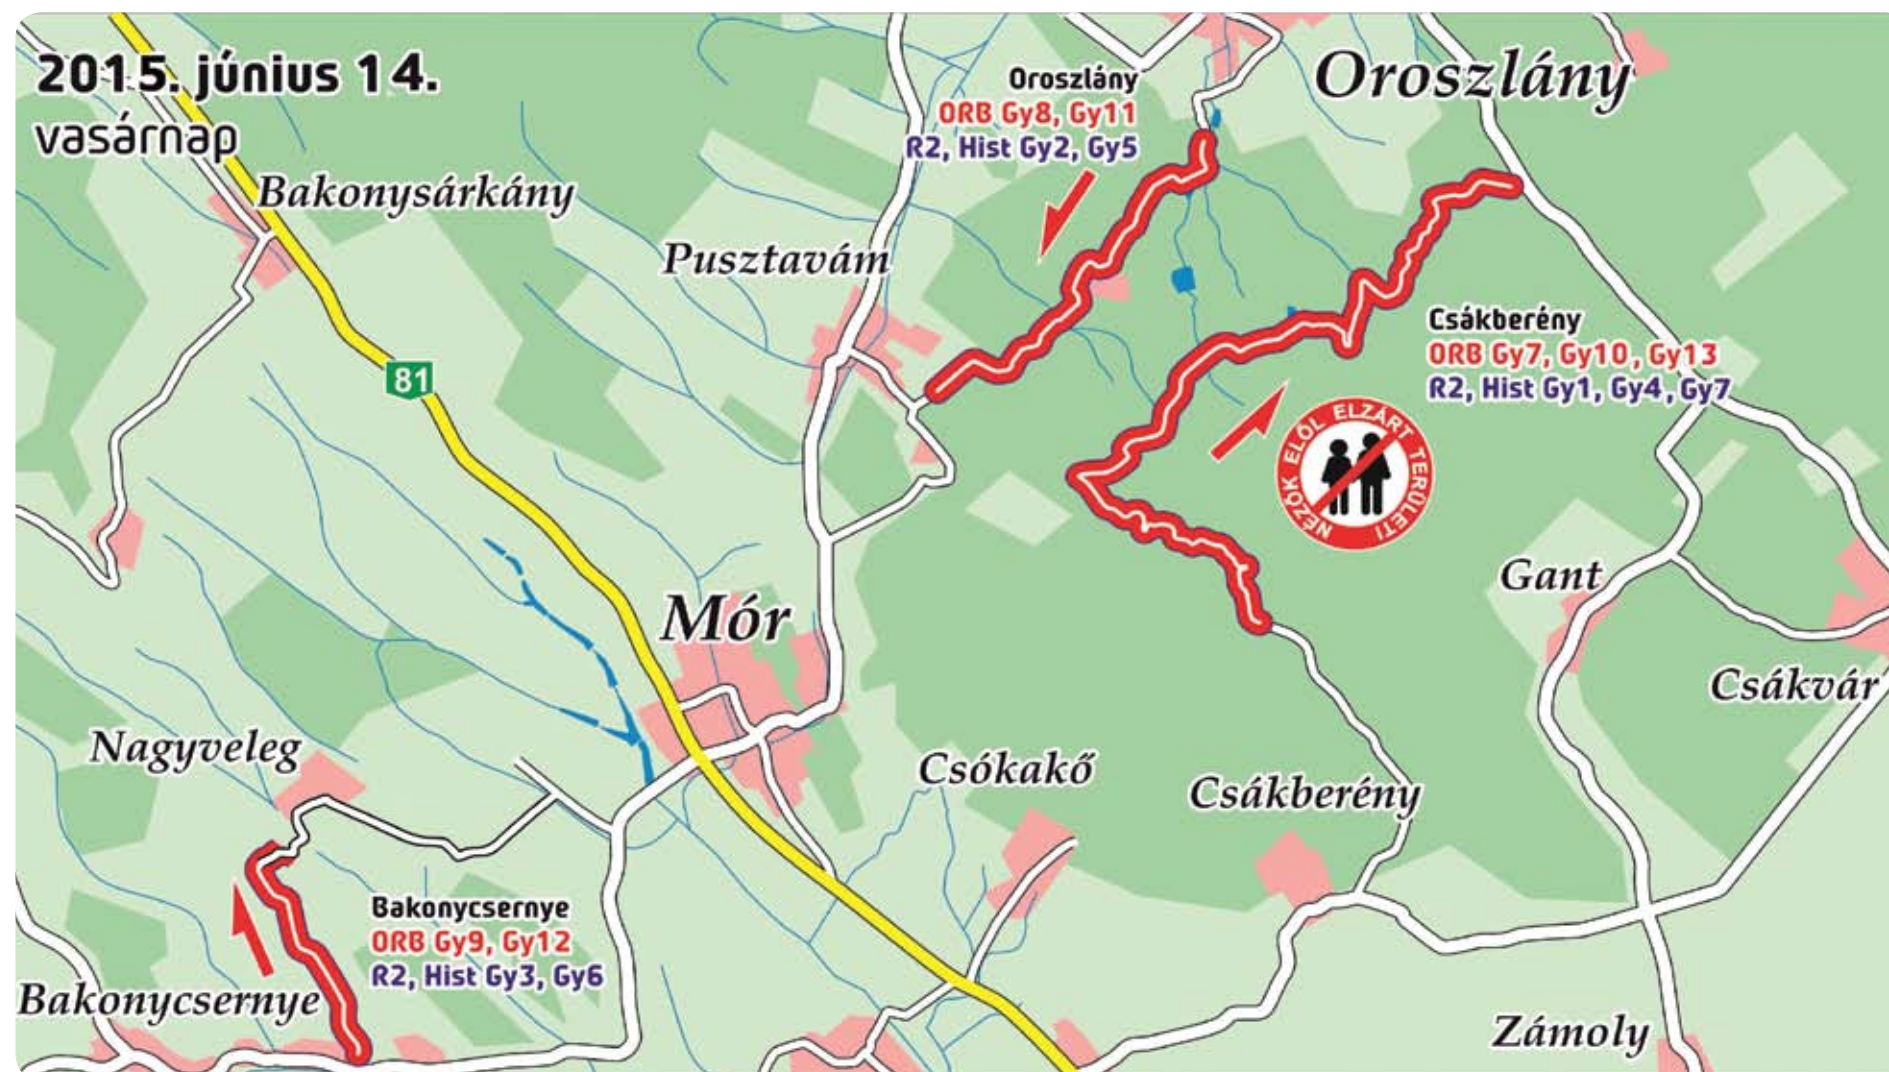 2015. június 14.
vasárnap
Oroszlány
ORB Gy8, Gy11
R2, Hist Gy2, Gy5
Oroszlány
Bakonysárkány
Pusztavám
81
Csákberény
ORB Gy7, Gy10, Gy13
R2, Hist Gy1, Gy4, Gy7
NÉZŐK ELŐL ELZÁRT TERÜLET!
Gant
Mór
Csákvár
Nagyveleg
Csókakő
Csákberény
Bakonycsernye
ORB Gy9, Gy12
R2, Hist Gy3, Gy6
Bakonycsernye
Zámoly